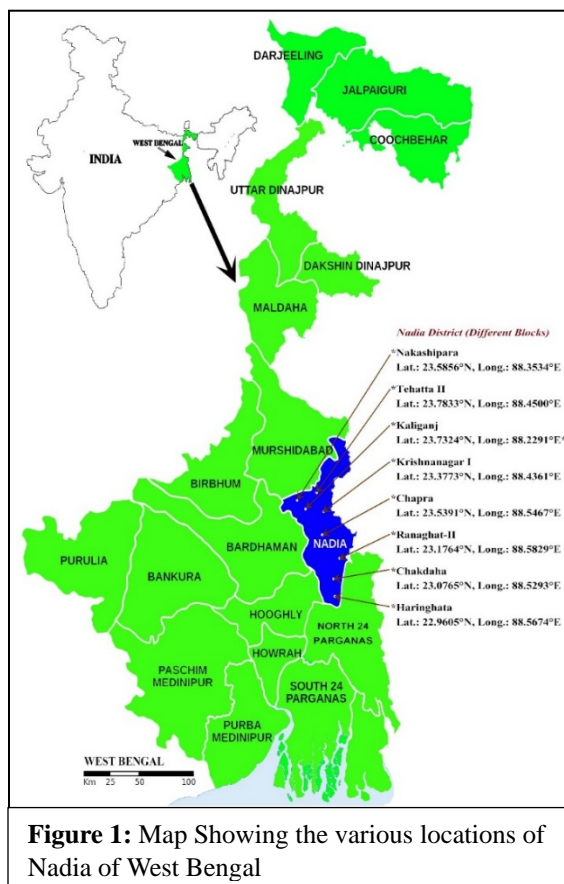 DARJEELING
JALPAIGURI
COOCHBEHAR
WEST BENGAL
INDIA
UTTAR DINAJPUR
DAKSHIN DINAJPUR
MALDAHA
Nadia District (Different Blocks)
*Nakashipara
Lat.: 23.5856°N, Long.: 88.3534°E
*Tehatta II
Lat.: 23.7833°N, Long.: 88.4500°E
*Kaliganj
Lat.: 23.7324°N, Long.: 88.2291°E*
*Krishnanagar I
Lat.: 23.3773°N, Long.: 88.4361°E
*Chapra
Lat.: 23.5391°N, Long.: 88.5467°E
*Ranaghat-II
Lat.: 23.1764°N, Long.: 88.5829°E
*Chakdaha
Lat.: 23.0765°N, Long.: 88.5293°E
*Haringhata
Lat.: 22.9605°N, Long.: 88.5674°E
MURSHIDABAD
BIRBHUM
NADIA
BARDHAMAN
PURULIA
BANKURA
HOOGHLY
NORTH 24
PARGANAS
HOWRAH
PASCHIM
MEDINIPUR
SOUTH 24
PARGANAS
PURBA
MEDINIPUR
WEST BENGAL
Km 25 50 100
Figure 1: Map Showing the various locations of
Nadia of West Bengal